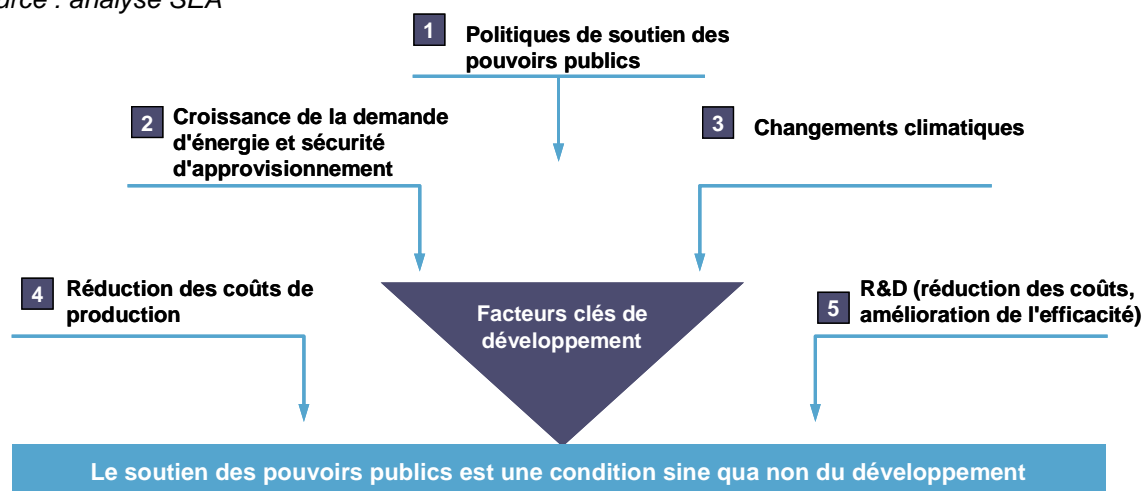 : analyse SEA
1
Politiques de soutien des
pouvoirs publics
2
Croissance de la demande
d'énergie et sécurité
d'approvisionnement
3
Changements climatiques
4
Réduction des coûts de
production
Facteurs clés de
développement
5
R&D (réduction des coûts,
amélioration de l'efficacité)
Le soutien des pouvoirs publics est une condition sine qua non du développement